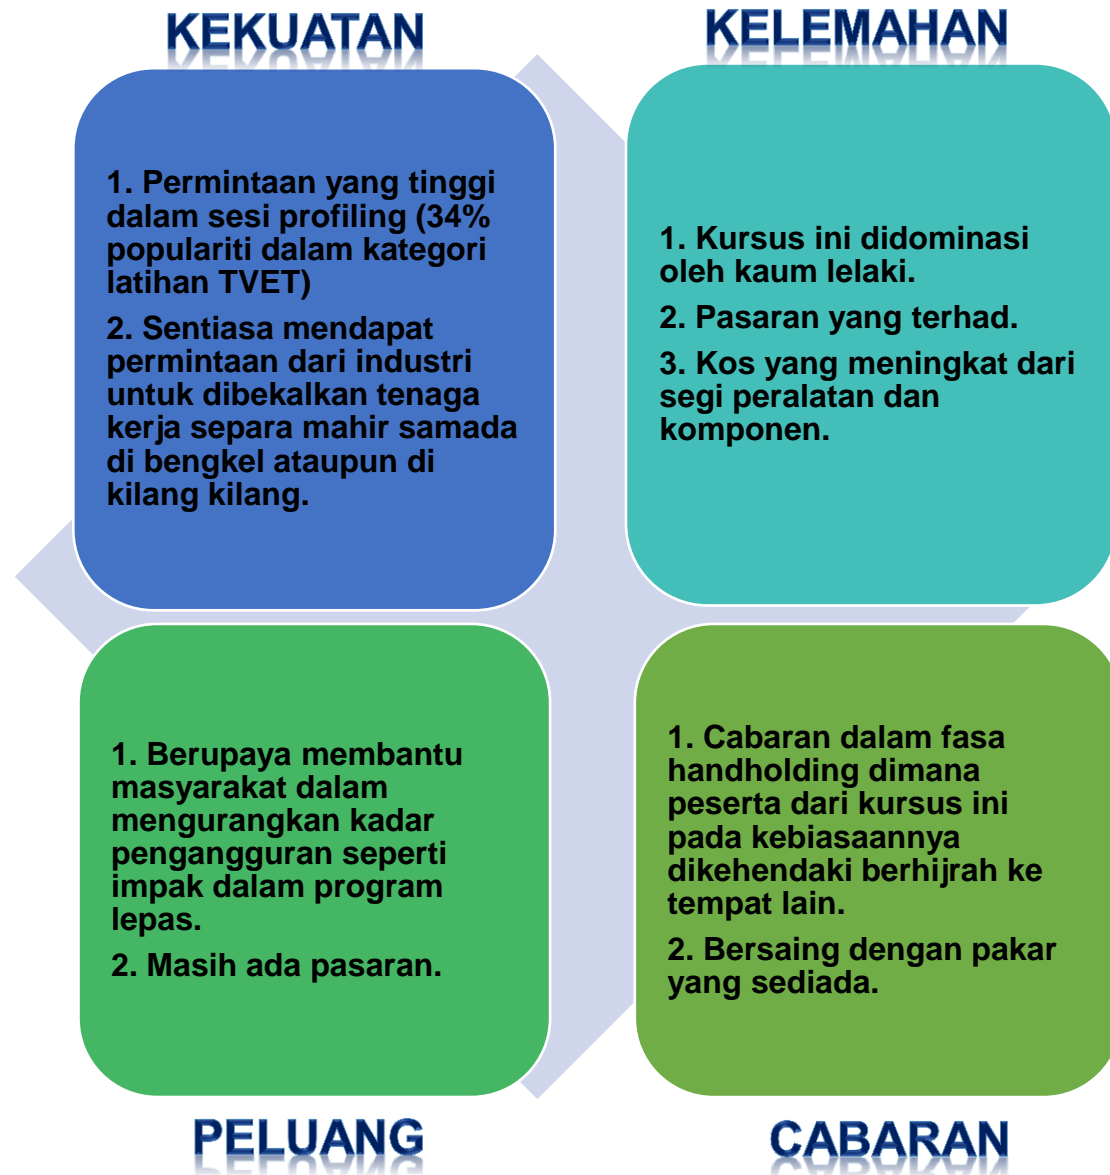 KEKUATAN
1. Permintaan yang tinggi
dalam sesi profiling (34%
populariti dalam kategori
latihan TVET)
2. Sentiasa mendapat
permintaan dari industri
untuk dibekalkan tenaga
kerja separa mahir samada
di bengkel ataupun di
kilang kilang.
KELEMAHAN
1. Kursus ini didominasi
oleh kaum lelaki.
2. Pasaran yang terhad.
3. Kos yang meningkat dari
segi peralatan dan
komponen.
1. Berupaya membantu
masyarakat dalam
mengurangkan kadar
pengangguran seperti
impak dalam program
lepas.
2. Masih ada pasaran.
PELUANG
1. Cabaran dalam fasa
handholding dimana
peserta dari kursus ini
pada kebiasaannya
dikehendaki berhijrah ke
tempat lain.
2. Bersaing dengan pakar
yang sediada.
CABARAN